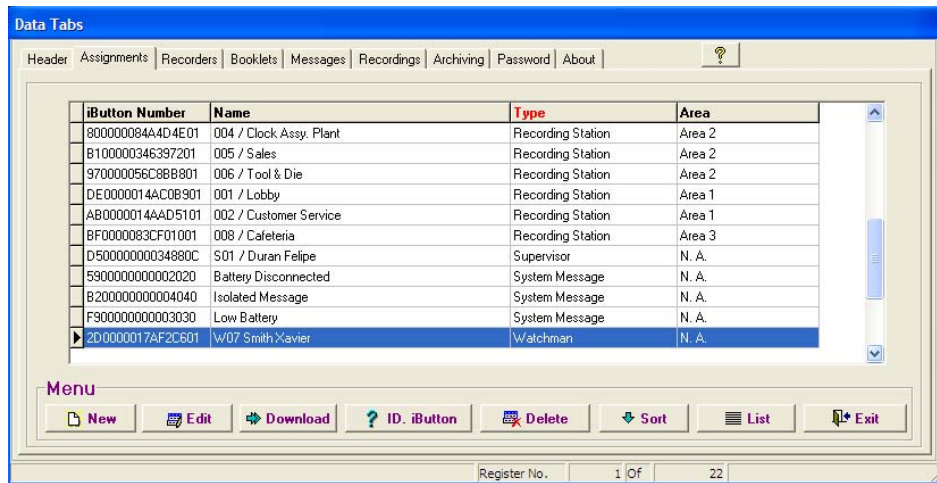 Data Tabs
Header Assignments Recorders Booklets Messages Recordings Archiving Password About ?
iButton Number Name Type Area
800000084A4D4E01 004 / Clock Assy. Plant Recording Station Area 2
B100000346397201 005 / Sales Recording Station Area 2
970000056C8BB801 006 / Tool & Die Recording Station Area 2
DE0000014AC0B901 001 / Lobby Recording Station Area 1
AB0000014AAD5101 002 / Customer Service Recording Station Area 1
BF0000083CF01001 008 / Cafeteria Recording Station Area 3
D50000000034880C S01 / Duran Felipe Supervisor N. A.
5900000000002020 Battery Disconnected System Message N. A.
B200000000004040 Isolated Message System Message N. A.
F900000000003030 Low Battery System Message N. A.
2D0000017AF2C601 W07 Smith Xavier Watchman N. A.
Menu
New Edit Download ? ID. iButton Delete Sort List Exit
Register No. 1 Of 22